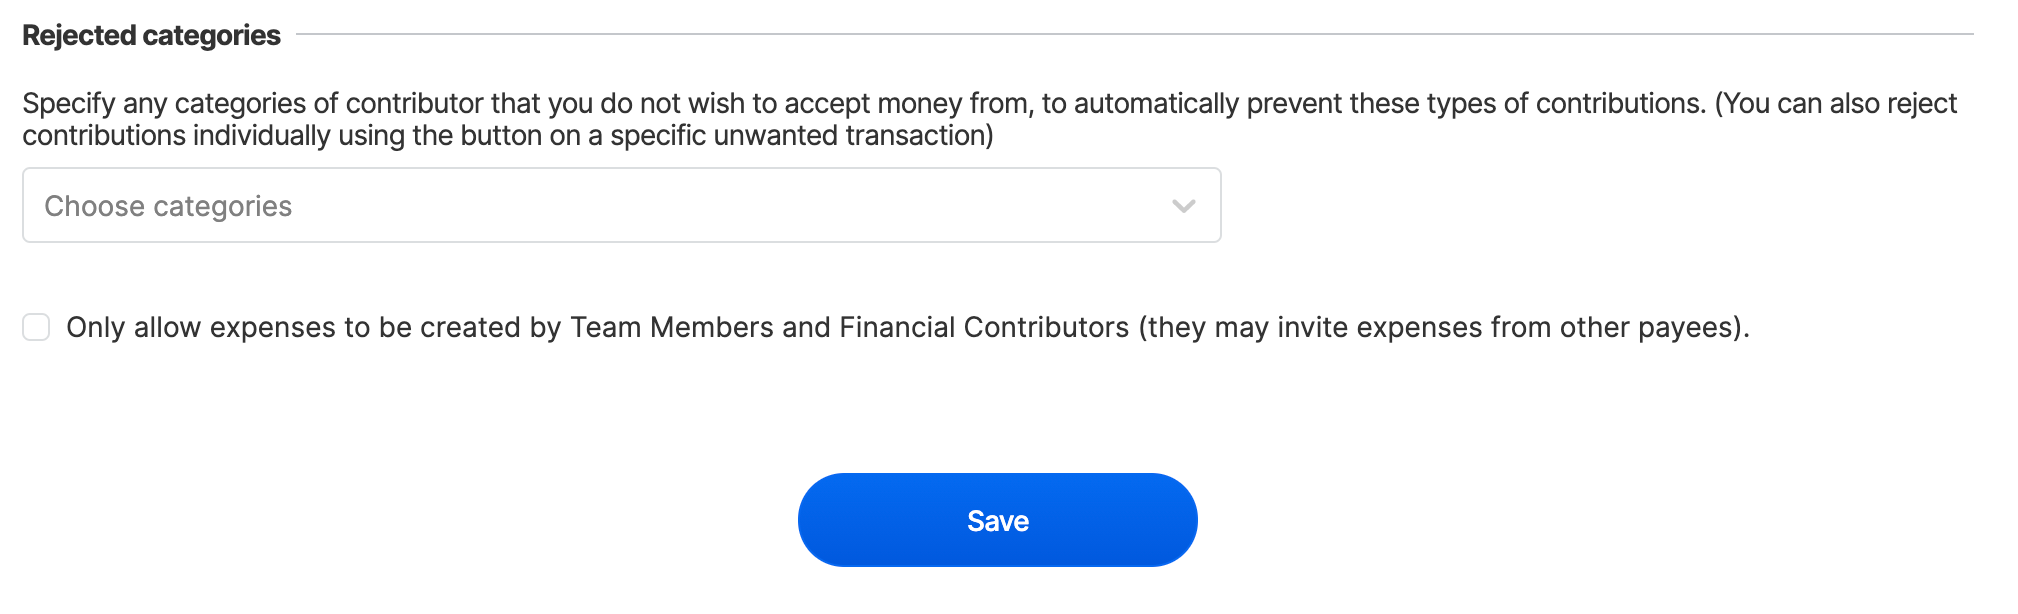 Rejected categories
Specify any categories of contributor that you do not wish to accept money from, to automatically prevent these types of contributions. (You can also reject
contributions individually using the button on a specific unwanted transaction)
Choose categories
Only allow expenses to be created by Team Members and Financial Contributors (they may invite expenses from other payees).
Save